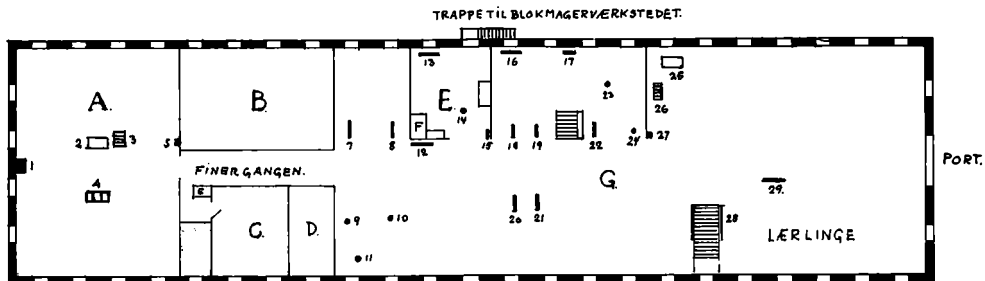 TRAPPE TIL BLOKMAGERVÆRKSTEDET.
13
16
17
25
A.
B.
E.
23
26
14
F
2
3
5
7
8
12
15
18
19
22
24
27
1
FINERGANGEN.
PORT.
4
6
G.
29.
C.
D.
9
10
20
21
28
LÆRLINGE
11